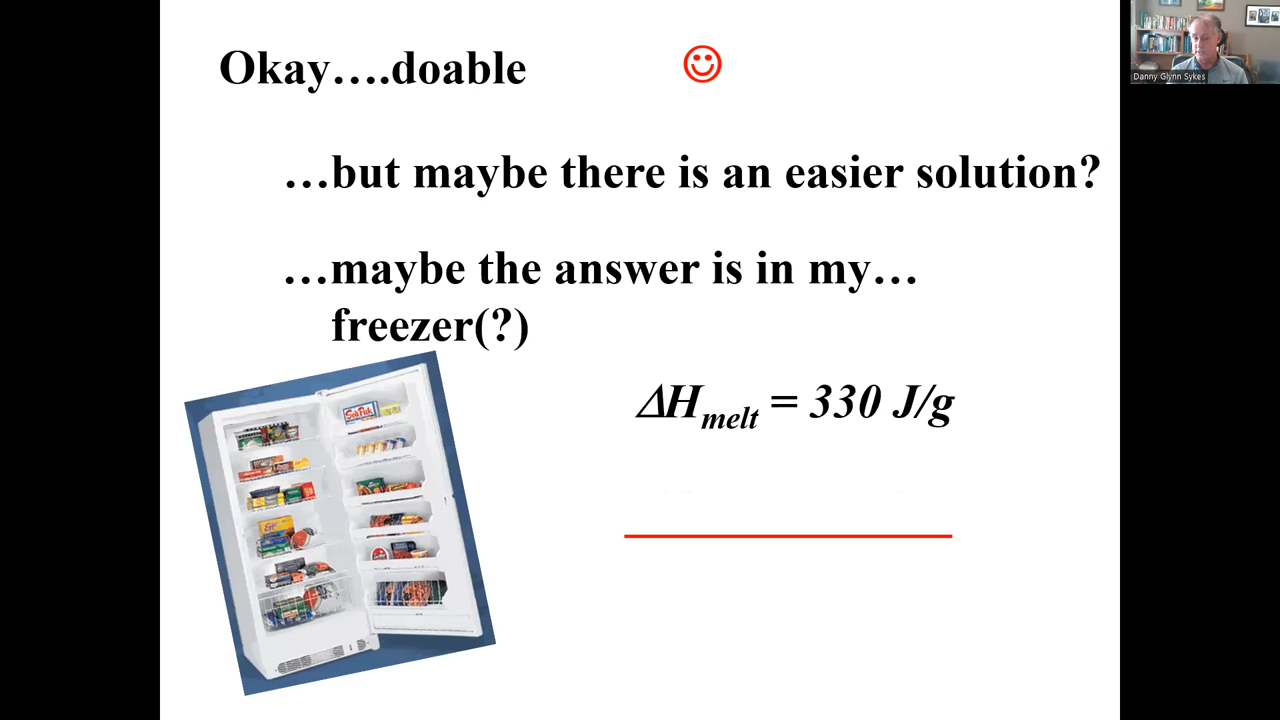 Okay….doable ☺
…but maybe there is an easier solution?
…maybe the answer is in my…
freezer(?)
ΔHmelt = 330 J/g
SeaPak
Danny Glynn Sykes